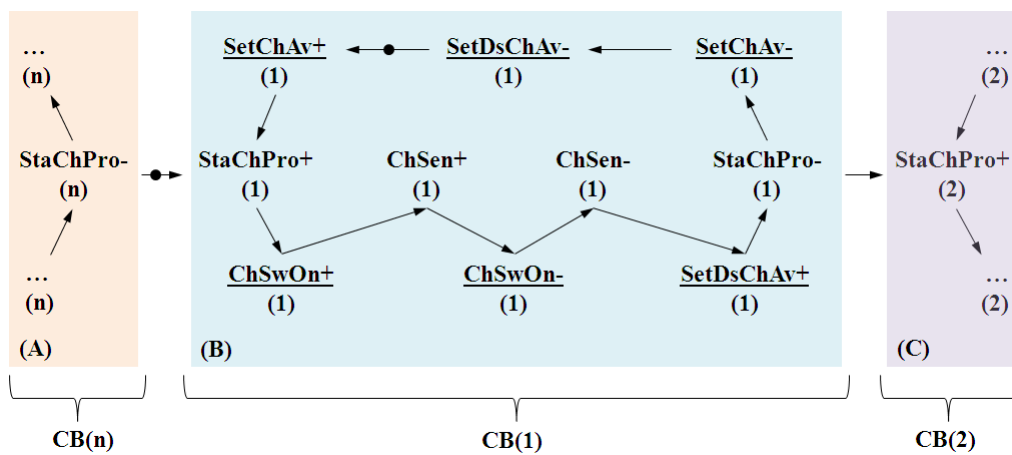 …
(n)
StaChPro-
(n)
…
(n)
(A)
CB(n)
SetChAv+
(1)
SetDsChAv-
(1)
SetChAv-
(1)
StaChPro+
(1)
ChSen+
(1)
ChSen-
(1)
StaChPro-
(1)
ChSwOn+
(1)
ChSwOn-
(1)
SetDsChAv+
(1)
(B)
CB(1)
…
(2)
StaChPro+
(2)
…
(2)
(C)
CB(2)